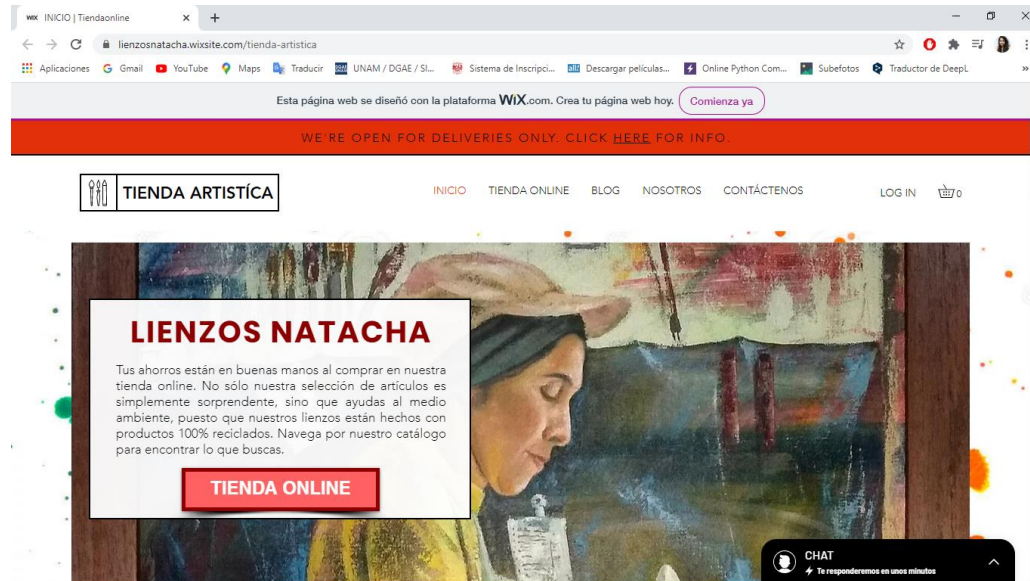 WiX INICIO | Tiendaonline
lienzosnatacha.wixsite.com/tienda-artistica
Aplicaciones Gmail YouTube Maps Traducir UNAM / DGAE / SI... Sistema de Inscripci... Descargar películas... Online Python Com... Subefotos Traductor de DeepL »
Esta página web se diseñó con la plataforma WiX.com. Crea tu página web hoy. Comienza ya
WE'RE OPEN FOR DELIVERIES ONLY. CLICK HERE FOR INFO.
TIENDA ARTISTÍCA INICIO TIENDA ONLINE BLOG NOSOTROS CONTÁCTENOS LOG IN 0
LIENZOS NATACHA
Tus ahorros están en buenas manos al comprar en nuestra
tienda online. No sólo nuestra selección de artículos es
simplemente sorprendente, sino que ayudas al medio
ambiente, puesto que nuestros lienzos están hechos con
productos 100% reciclados. Navega por nuestro catálogo
para encontrar lo que buscas.
TIENDA ONLINE
CHAT
Te responderemos en unos minutos